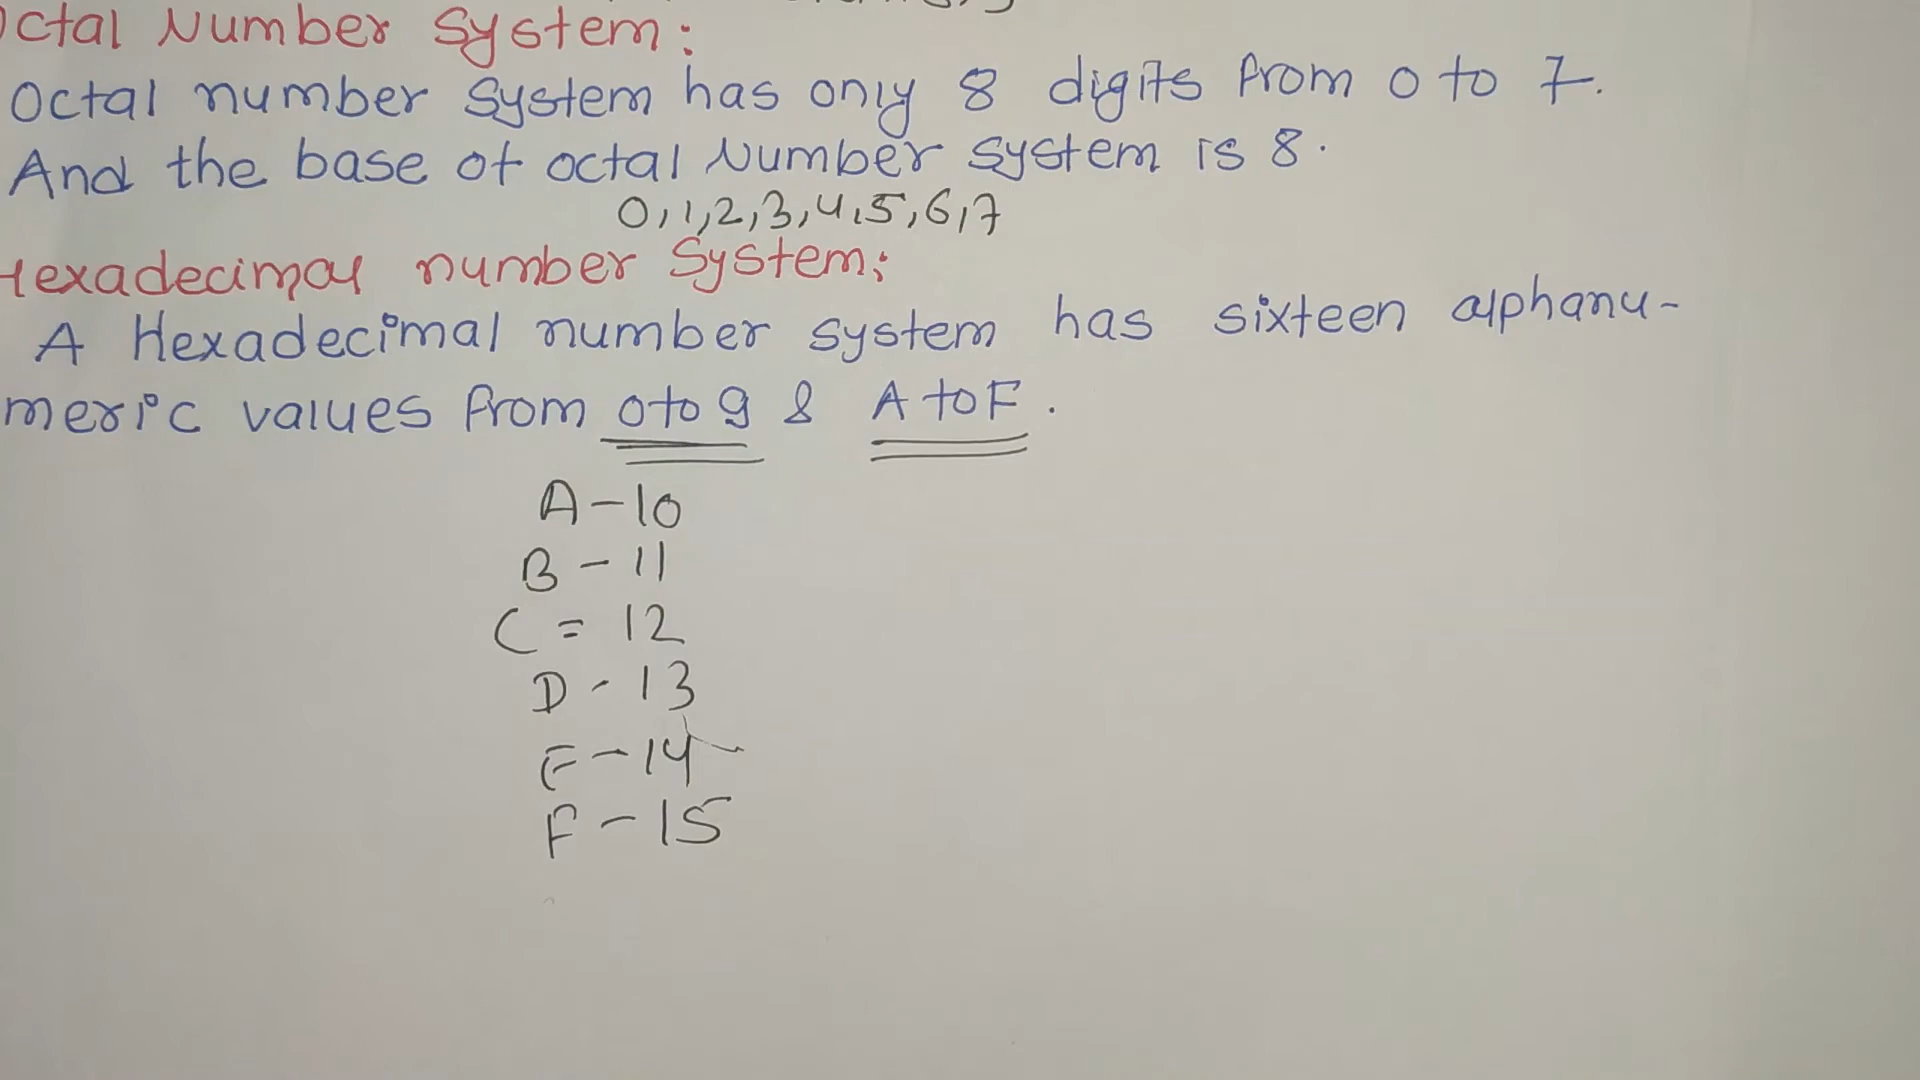 Octal Number System:
Octal number system has only 8 digits from 0 to 7.
And the base of octal Number system is 8.
0,1,2,3,4,5,6,7
Hexadecimal number System:
A Hexadecimal number system has sixteen alphanu-
meric values from 0 to 9 & A to F.
A-10
B-11
C = 12
D-13
E-14
F-15